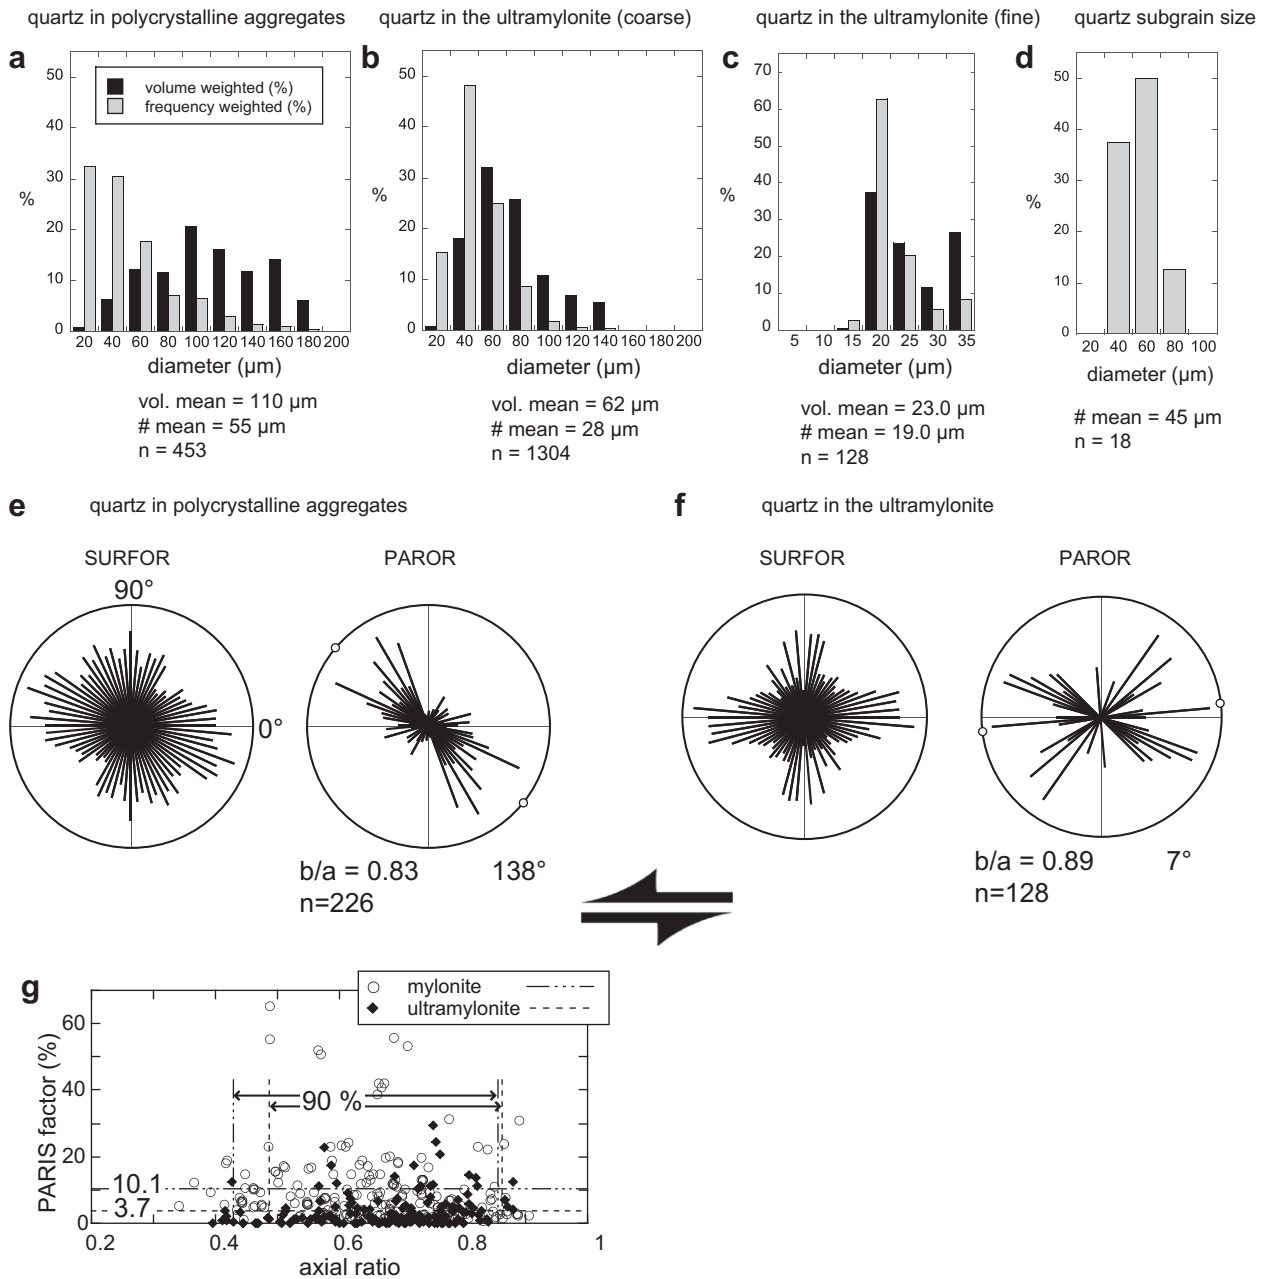 quartz in polycrystalline aggregates
quartz in the ultramylonite (coarse)
quartz in the ultramylonite (fine)
quartz subgrain size
a
volume weighted (%)
frequency weighted (%)
50
40
30
20
10
0
%
20 40 60 80 100 120 140 160 180 200
diameter (µm)
vol. mean = 110 µm
# mean = 55 µm
n = 453
b
50
40
30
20
10
0
%
20 40 60 80 100 120 140 160 180 200
diameter (µm)
vol. mean = 62 µm
# mean = 28 µm
n = 1304
c
70
60
50
40
30
20
10
0
%
5 10 15 20 25 30 35
diameter (µm)
vol. mean = 23.0 µm
# mean = 19.0 µm
n = 128
d
50
40
30
20
10
0
%
20 40 60 80 100
diameter (µm)
# mean = 45 µm
n = 18
e
quartz in polycrystalline aggregates
SURFOR
90°
0°
PAROR
b/a = 0.83
138°
n=226
f
quartz in the ultramylonite
SURFOR
PAROR
b/a = 0.89
7°
n=128
g
mylonite
ultramylonite
PARIS factor (%)
60
40
20
0
90 %
10.1
3.7
0.2 0.4 0.6 0.8 1
axial ratio